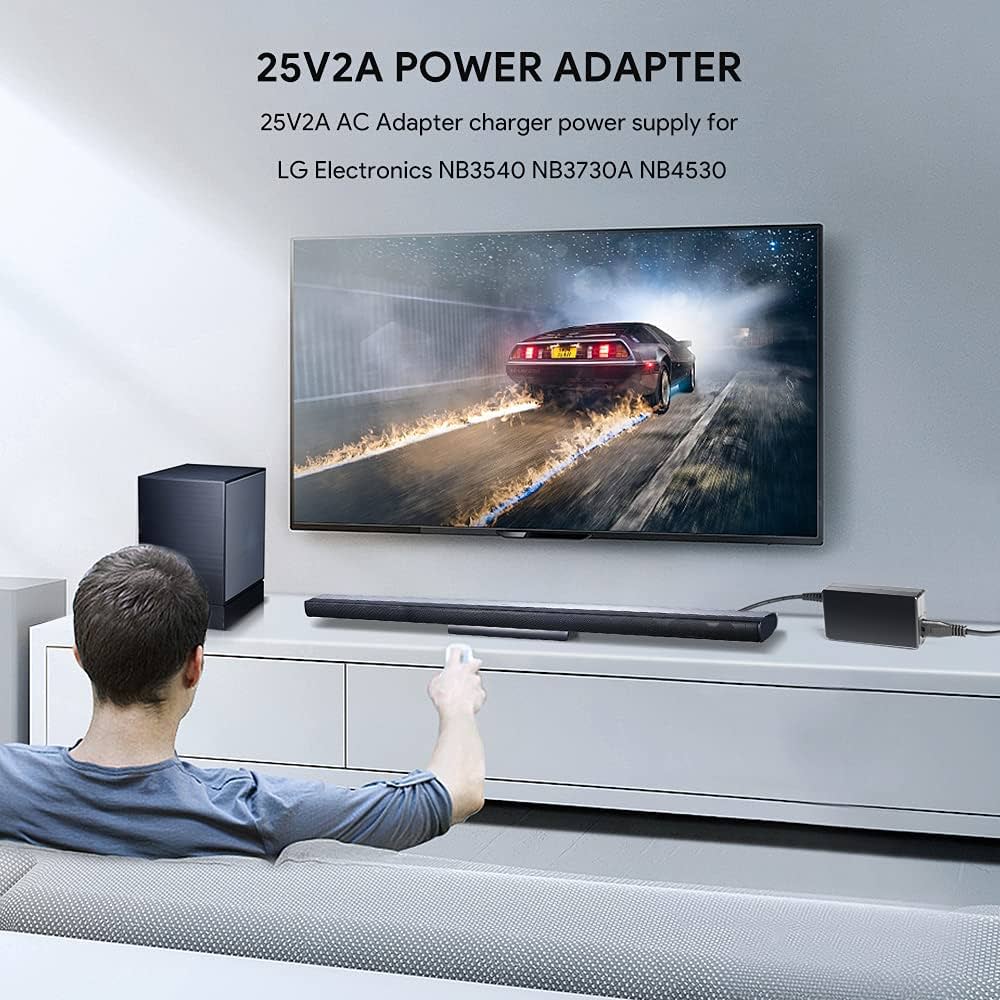 25V2A POWER ADAPTER
25V2A AC Adapter charger power supply for
LG Electronics NB3540 NB3730A NB4530